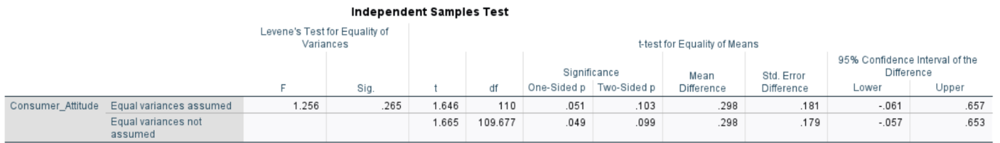 Independent Samples Test
Levene's Test for Equality of
Variances
t-test for Equality of Means
F
Sig.
t
df
Significance
One-Sided p
Two-Sided p
Mean
Difference
Std. Error
Difference
95% Confidence Interval of the
Difference
Lower
Upper
Consumer_Attitude
Equal variances assumed
1.256
.265
1.646
110
.051
.103
.298
.181
-.061
.657
Equal variances not
assumed
1.665
109.677
.049
.099
.298
.179
-.057
.653